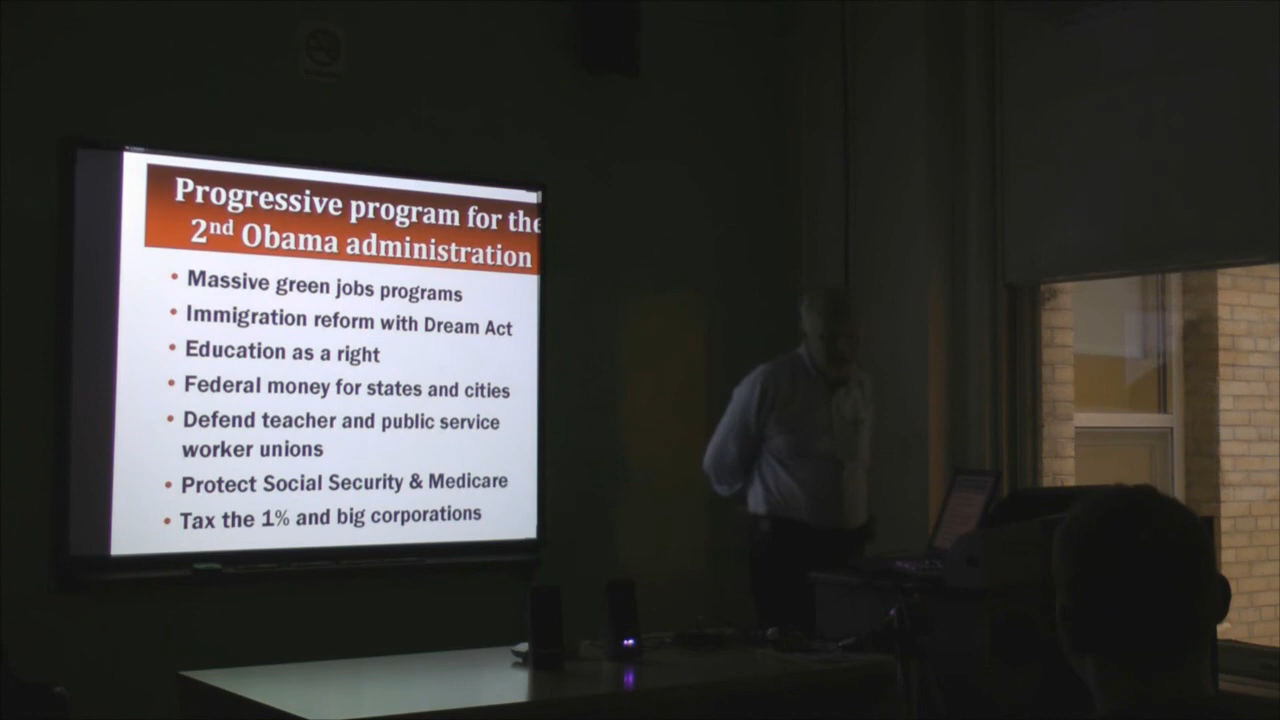 Progressive program for the
2nd Obama administration
• Massive green jobs programs
• Immigration reform with Dream Act
• Education as a right
• Federal money for states and cities
• Defend teacher and public service
worker unions
• Protect Social Security & Medicare
• Tax the 1% and big corporations